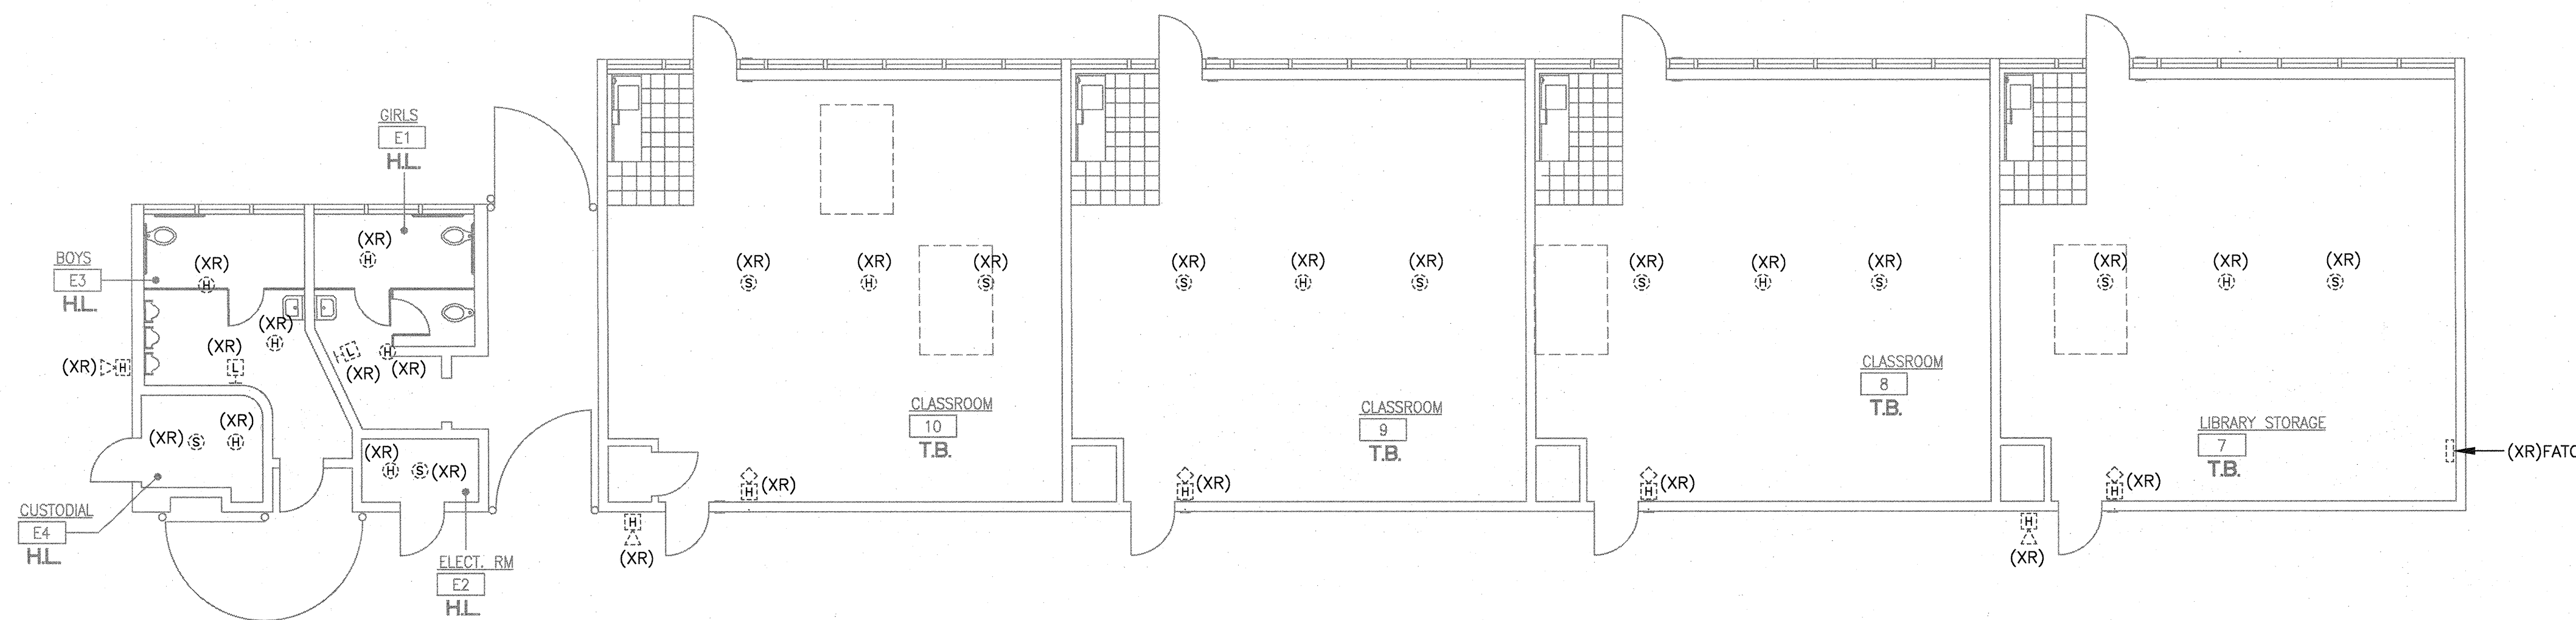 GIRLS
E1
H.L.
BOYS
E3
H.L.
(XR)
H
(XR)
H
(XR)
S
(XR)
H
(XR)
S
(XR)
S
(XR)
H
(XR)
S
(XR)
S
(XR)
H
(XR)
S
(XR)
S
(XR)
H
(XR)
S
(XR)
H
(XR)
L
L
(XR)
H
(XR)
(XR) H
(XR) S
(XR)
H
(XR)
H
S (XR)
CLASSROOM
10
T.B.
CLASSROOM
9
T.B.
CLASSROOM
8
T.B.
LIBRARY STORAGE
7
T.B.
(XR)FATC
H (XR)
H (XR)
H (XR)
H (XR)
H
(XR)
H
(XR)
CUSTODIAL
E4
H.L.
ELECT. RM
E2
H.L.